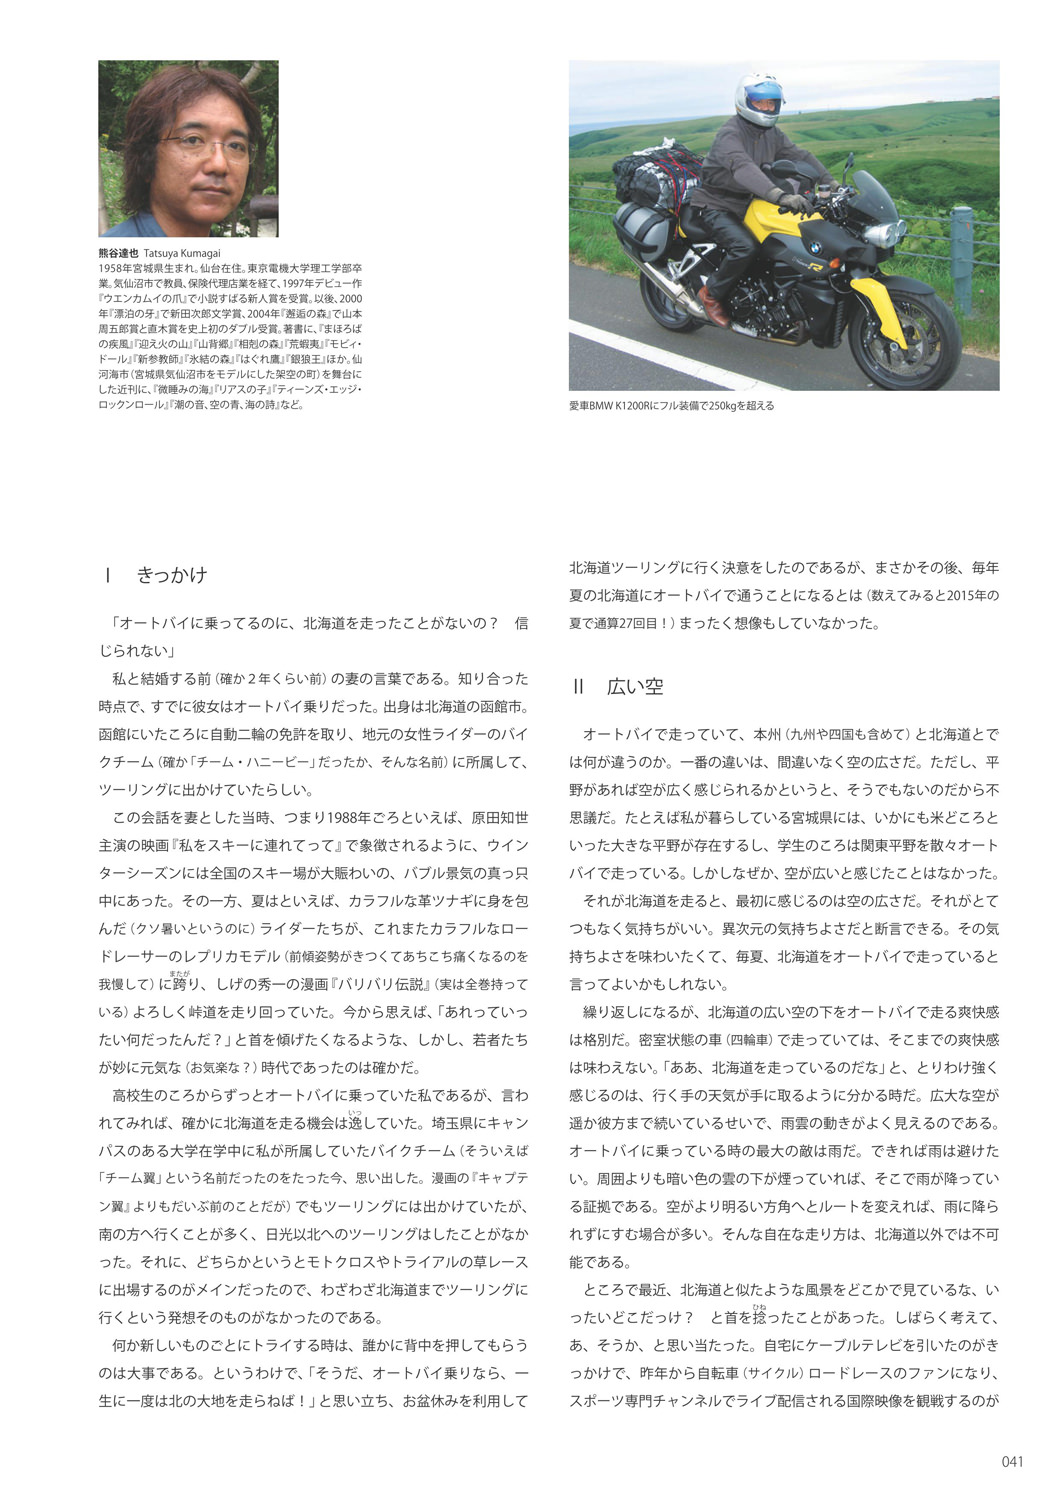 熊谷達也 Tatsuya Kumagai
1958年宮城県生まれ。仙台在住。東京電機大学理工学部卒
業。気仙沼市で教員、保険代理店業を経て、1997年デビュー作
『ウエンカムイの爪』で小説すばる新人賞を受賞。以後、2000
年『漂泊の牙』で新田次郎文学賞、2004年『邂逅の森』で山本
周五郎賞と直木賞を史上初のダブル受賞。著書に、『まほろば
の疾風』『迎え火の山』『山背郷』『相剋の森』『荒蝦夷』『モビィ・
ドール』『新参教師』『氷結の森』『はぐれ鷹』『銀狼王』ほか。仙
河海市(宮城県気仙沼市をモデルにした架空の町)を舞台に
した近刊に、『微睡みの海』『リアスの子』『ティーンズ・エッジ・
ロックンロール』『潮の音、空の青、海の詩』など。
愛車BMW K1200Rにフル装備で250kgを超える
Ⅰ　きっかけ
「オートバイに乗ってるのに、北海道を走ったことがないの？　信
じられない」
私と結婚する前(確か2年くらい前)の妻の言葉である。知り合った
時点で、すでに彼女はオートバイ乗りだった。出身は北海道の函館市。
函館にいたころに自動二輪の免許を取り、地元の女性ライダーのバイ
クチーム(確か「チーム・ハニービー」だったか、そんな名前)に所属して、
ツーリングに出かけていたらしい。
この会話を妻とした当時、つまり1988年ごろといえば、原田知世
主演の映画『私をスキーに連れてって』で象徴されるように、ウイン
ターシーズンには全国のスキー場が大賑わいの、バブル景気の真っ只
中にあった。その一方、夏はといえば、カラフルな革ツナギに身を包
んだ(クソ暑いというのに)ライダーたちが、これまたカラフルなロー
ドレーサーのレプリカモデル(前傾姿勢がきつくてあちこち痛くなるのを
我慢して)に跨り、しげの秀一の漫画『バリバリ伝説』(実は全巻持って
いる)よろしく峠道を走り回っていた。今から思えば、「あれっていっ
たい何だったんだ？」と首を傾げたくなるような、しかし、若者たち
が妙に元気な(お気楽な？)時代であったのは確かだ。
高校生のころからずっとオートバイに乗っていた私であるが、言わ
れてみれば、確かに北海道を走る機会は逸していた。埼玉県にキャン
パスのある大学在学中に私が所属していたバイクチーム(そういえば
「チーム翼」という名前だったのをたった今、思い出した。漫画の『キャプテ
ン翼』よりもだいぶ前のことだが)でもツーリングには出かけていたが、
南の方へ行くことが多く、日光以北へのツーリングはしたことがなか
った。それに、どちらかというとモトクロスやトライアルの草レース
に出場するのがメインだったので、わざわざ北海道までツーリングに
行くという発想そのものがなかったのである。
何か新しいものごとにトライする時は、誰かに背中を押してもらう
のは大事である。というわけで、「そうだ、オートバイ乗りなら、一
生に一度は北の大地を走らねば！」と思い立ち、お盆休みを利用して
北海道ツーリングに行く決意をしたのであるが、まさかその後、毎年
夏の北海道にオートバイで通うことになるとは(数えてみると2015年の
夏で通算27回目！)まったく想像もしていなかった。
Ⅱ　広い空
オートバイで走っていて、本州(九州や四国も含めて)と北海道とで
は何が違うのか。一番の違いは、間違いなく空の広さだ。ただし、平
野があれば空が広く感じられるかというと、そうでもないのだから不
思議だ。たとえば私が暮らしている宮城県には、いかにも米どころと
いった大きな平野が存在するし、学生のころは関東平野を散々オート
バイで走っている。しかしなぜか、空が広いと感じたことはなかった。
それが北海道を走ると、最初に感じるのは空の広さだ。それがとて
つもなく気持ちがいい。異次元の気持ちよさだと断言できる。その気
持ちよさを味わいたくて、毎夏、北海道をオートバイで走っていると
言ってよいかもしれない。
繰り返しになるが、北海道の広い空の下をオートバイで走る爽快感
は格別だ。密室状態の車(四輪車)で走っていては、そこまでの爽快感
は味わえない。「ああ、北海道を走っているのだな」と、とりわけ強く
感じるのは、行く手の天気が手に取るように分かる時だ。広大な空が
遥か彼方まで続いているせいで、雨雲の動きがよく見えるのである。
オートバイに乗っている時の最大の敵は雨だ。できれば雨は避けた
い。周囲よりも暗い色の雲の下が煙っていれば、そこで雨が降ってい
る証拠である。空がより明るい方角へとルートを変えれば、雨に降ら
れずにすむ場合が多い。そんな自在な走り方は、北海道以外では不可
能である。
ところで最近、北海道と似たような風景をどこかで見ているな、い
ったいどこだっけ？　と首を捻ったことがあった。しばらく考えて、
あ、そうか、と思い当たった。自宅にケーブルテレビを引いたのがき
っかけで、昨年から自転車(サイクル)ロードレースのファンになり、
スポーツ専門チャンネルでライブ配信される国際映像を観戦するのが
041